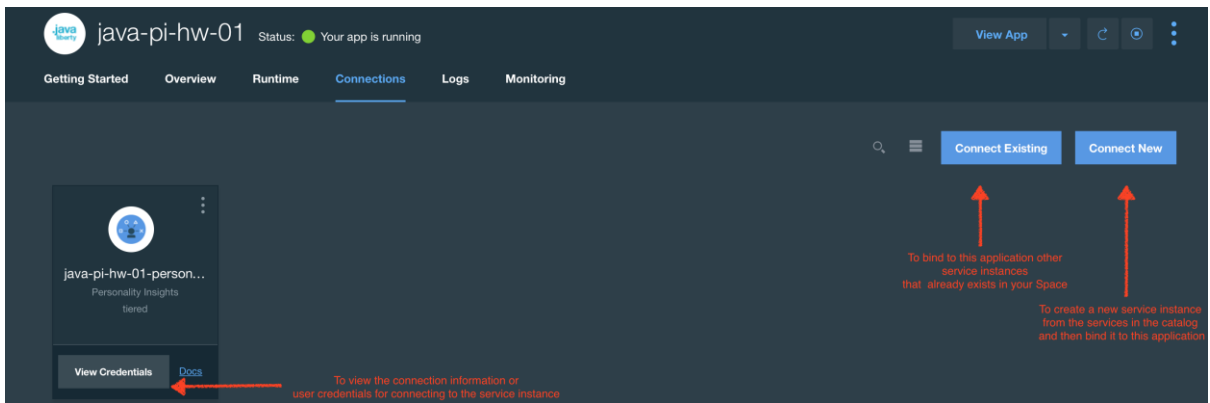 java
liberty
java-pi-hw-01 Status: Your app is running
View App
Getting Started Overview Runtime Connections Logs Monitoring
Connect Existing Connect New
java-pi-hw-01-person...
Personality Insights
tiered
To bind to this application other
service instances
that already exists in your Space
To create a new service instance
from the services in the catalog
and then bind it to this application
View Credentials Docs
To view the connection information or
user credentials for connecting to the service instance